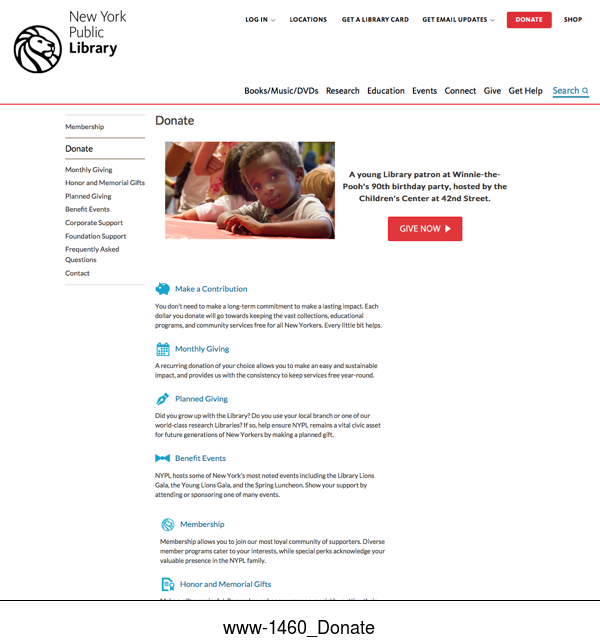 New York
Public
Library
LOG IN
LOCATIONS
GET A LIBRARY CARD
GET EMAIL UPDATES
DONATE
SHOP
Books/Music/DVDs Research Education Events Connect Give Get Help Search
Membership
Donate
Monthly Giving
Honor and Memorial Gifts
Planned Giving
Benefit Events
Corporate Support
Foundation Support
Frequently Asked
Questions
Contact
Donate
A young Library patron at Winnie-the-
Pooh's 90th birthday party, hosted by the
Children's Center at 42nd Street.
GIVE NOW
Make a Contribution
You don't need to make a long-term commitment to make a lasting impact. Each
dollar you donate will go towards keeping the vast collections, educational
programs, and community services free for all New Yorkers. Every little bit helps.
Monthly Giving
A recurring donation of your choice allows you to make an easy and sustainable
impact, and provides us with the consistency to keep services free year-round.
Planned Giving
Did you grow up with the Library? Do you use your local branch or one of our
world-class research Libraries? If so, help ensure NYPL remains a vital civic asset
for future generations of New Yorkers by making a planned gift.
Benefit Events
NYPL hosts some of New York's most noted events including the Library Lions
Gala, the Young Lions Gala, and the Spring Luncheon. Show your support by
attending or sponsoring one of many events.
Membership
Membership allows you to join our most loyal community of supporters. Diverse
member programs cater to your interests, while special perks acknowledge your
valuable presence in the NYPL family.
Honor and Memorial Gifts
www-1460_Donate